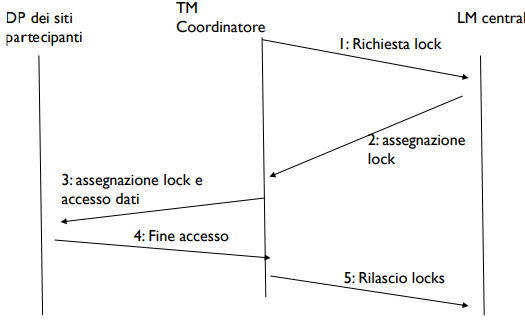 DP dei siti
partecipanti
TM
Coordinatore
LM central
1: Richiesta lock
2: assegnazione
lock
3: assegnazione lock e
accesso dati
4: Fine accesso
5: Rilascio locks